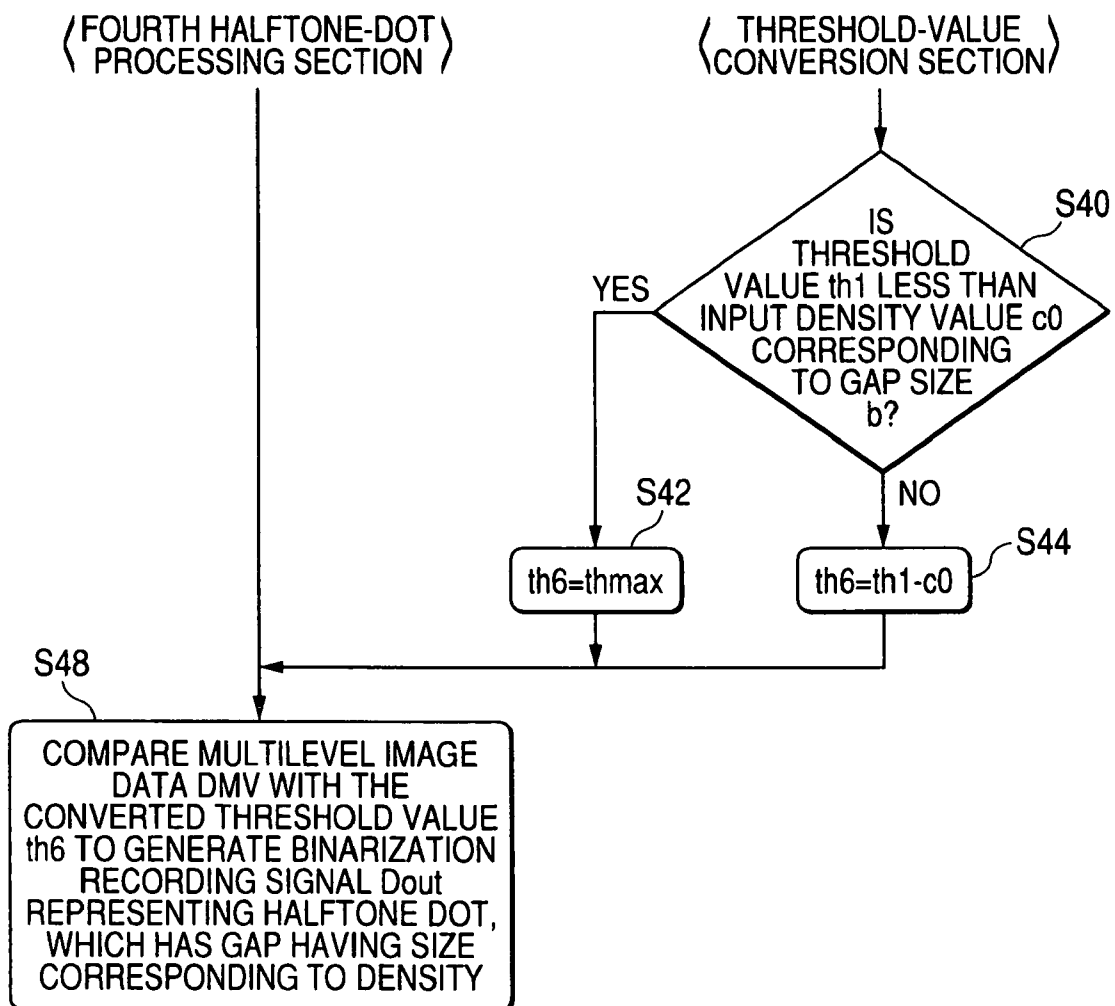 FOURTH HALFTONE-DOT
PROCESSING SECTION
THRESHOLD-VALUE
CONVERSION SECTION
S40
IS
THRESHOLD
VALUE th1 LESS THAN
INPUT DENSITY VALUE c0
CORRESPONDING
TO GAP SIZE
b?
YES
NO
S42
th6=thmax
S44
th6=th1-c0
S48
COMPARE MULTILEVEL IMAGE
DATA DMV WITH THE
CONVERTED THRESHOLD VALUE
th6 TO GENERATE BINARIZATION
RECORDING SIGNAL Dout
REPRESENTING HALFTONE DOT,
WHICH HAS GAP HAVING SIZE
CORRESPONDING TO DENSITY